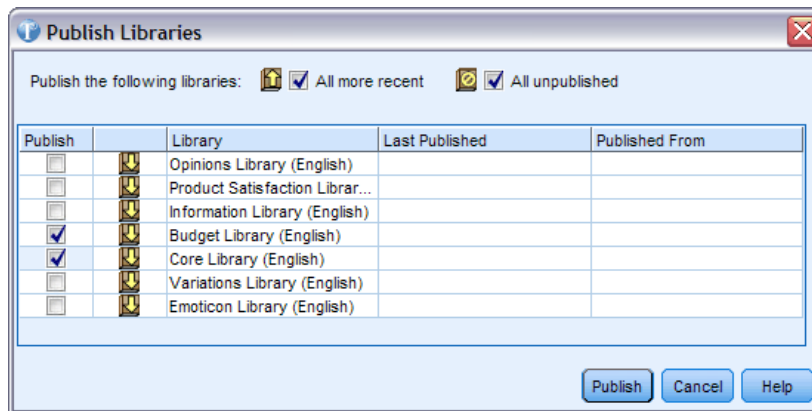 Publish Libraries
Publish the following libraries: All more recent All unpublished
Publish Library Last Published Published From
Opinions Library (English)
Product Satisfaction Librar...
Information Library (English)
Budget Library (English)
Core Library (English)
Variations Library (English)
Emoticon Library (English)
Publish Cancel Help